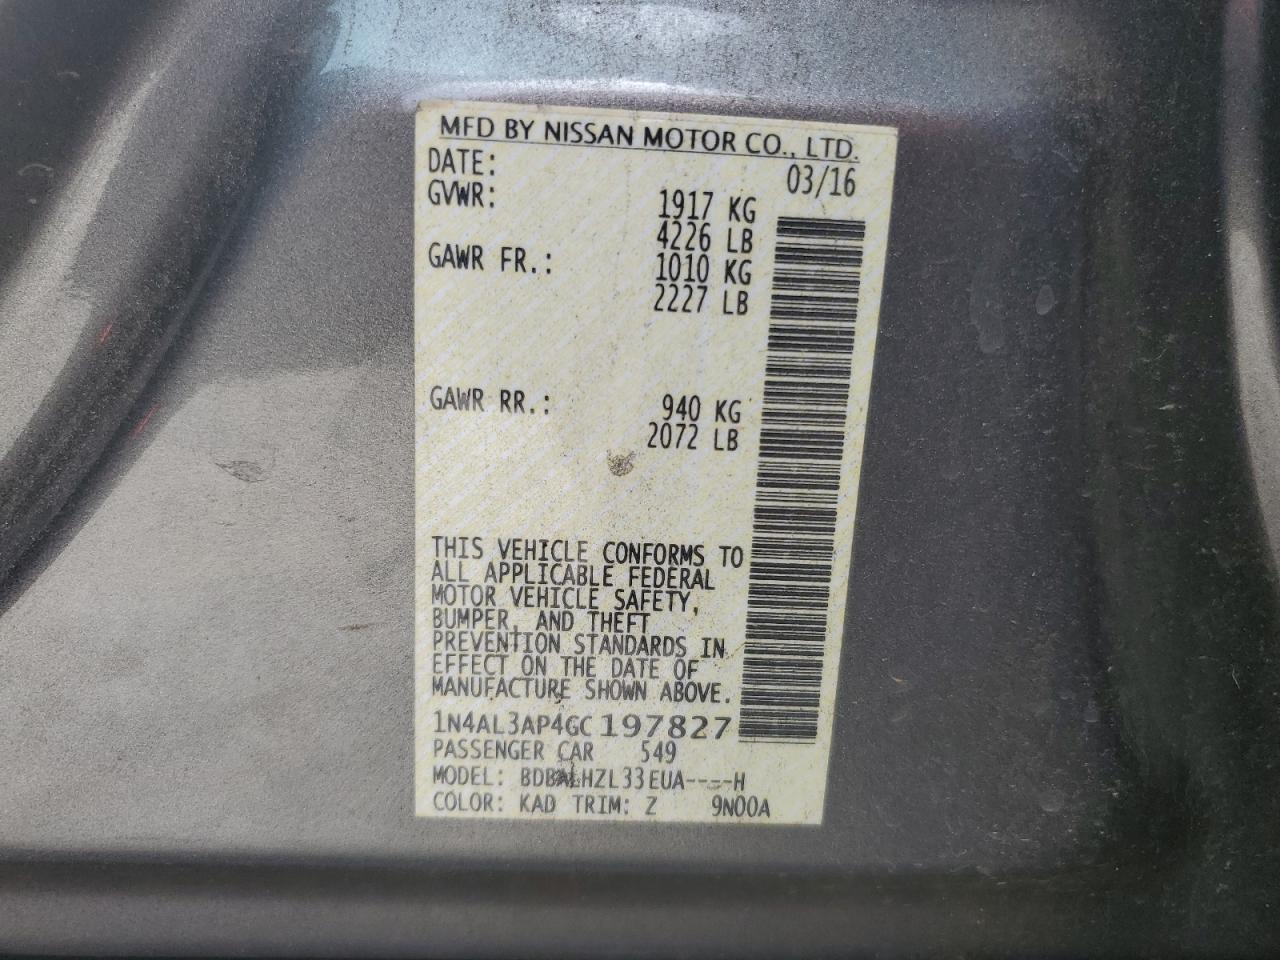 MFD BY NISSAN MOTOR CO., LTD.
DATE: 03/16
GVWR: 1917 KG
4226 LB
GAWR FR.: 1010 KG
2227 LB
GAWR RR.: 940 KG
2072 LB
THIS VEHICLE CONFORMS TO
ALL APPLICABLE FEDERAL
MOTOR VEHICLE SAFETY,
BUMPER, AND THEFT
PREVENTION STANDARDS IN
EFFECT ON THE DATE OF
MANUFACTURE SHOWN ABOVE.
1N4AL3AP4GC 197827
PASSENGER CAR 549
MODEL:
COLOR: KAD TRIM: Z 9N00A